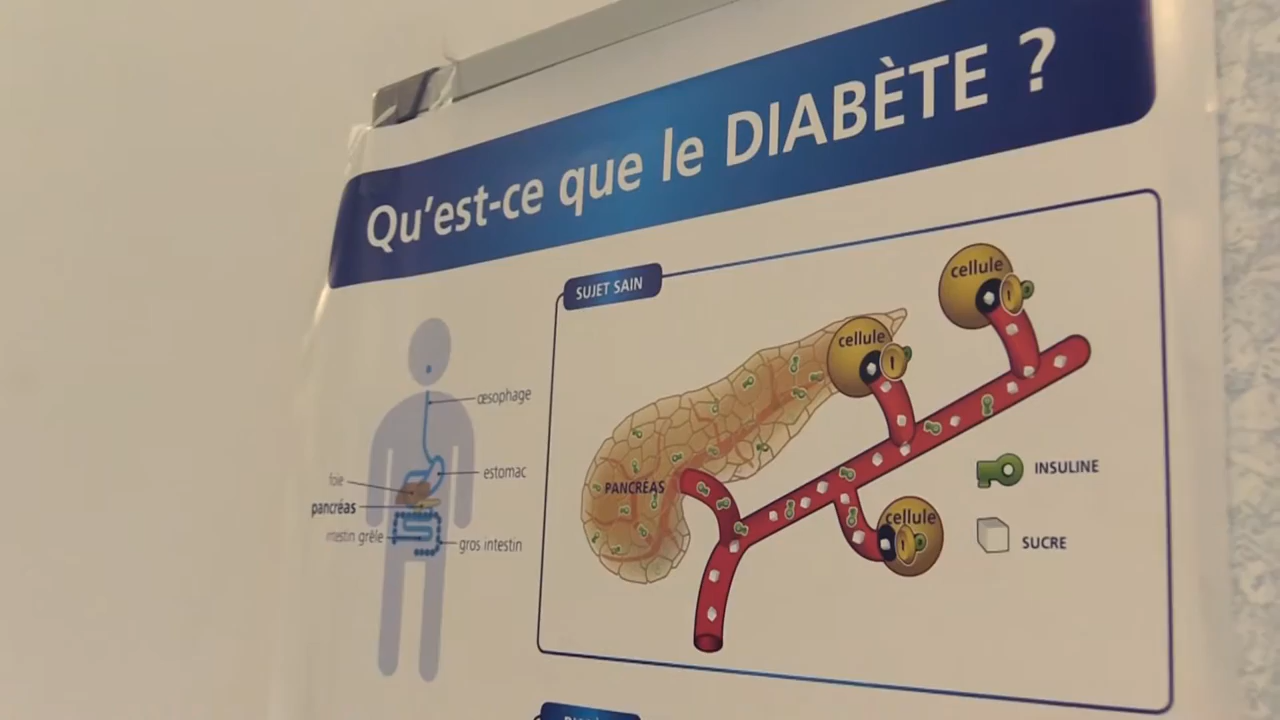 Qu'est-ce que le DIABÈTE ?
SUJET SAIN
cellule
cellule
œsophage
estomac
foie
pancréas
intestin grêle
gros intestin
PANCRÉAS
cellule
INSULINE
SUCRE